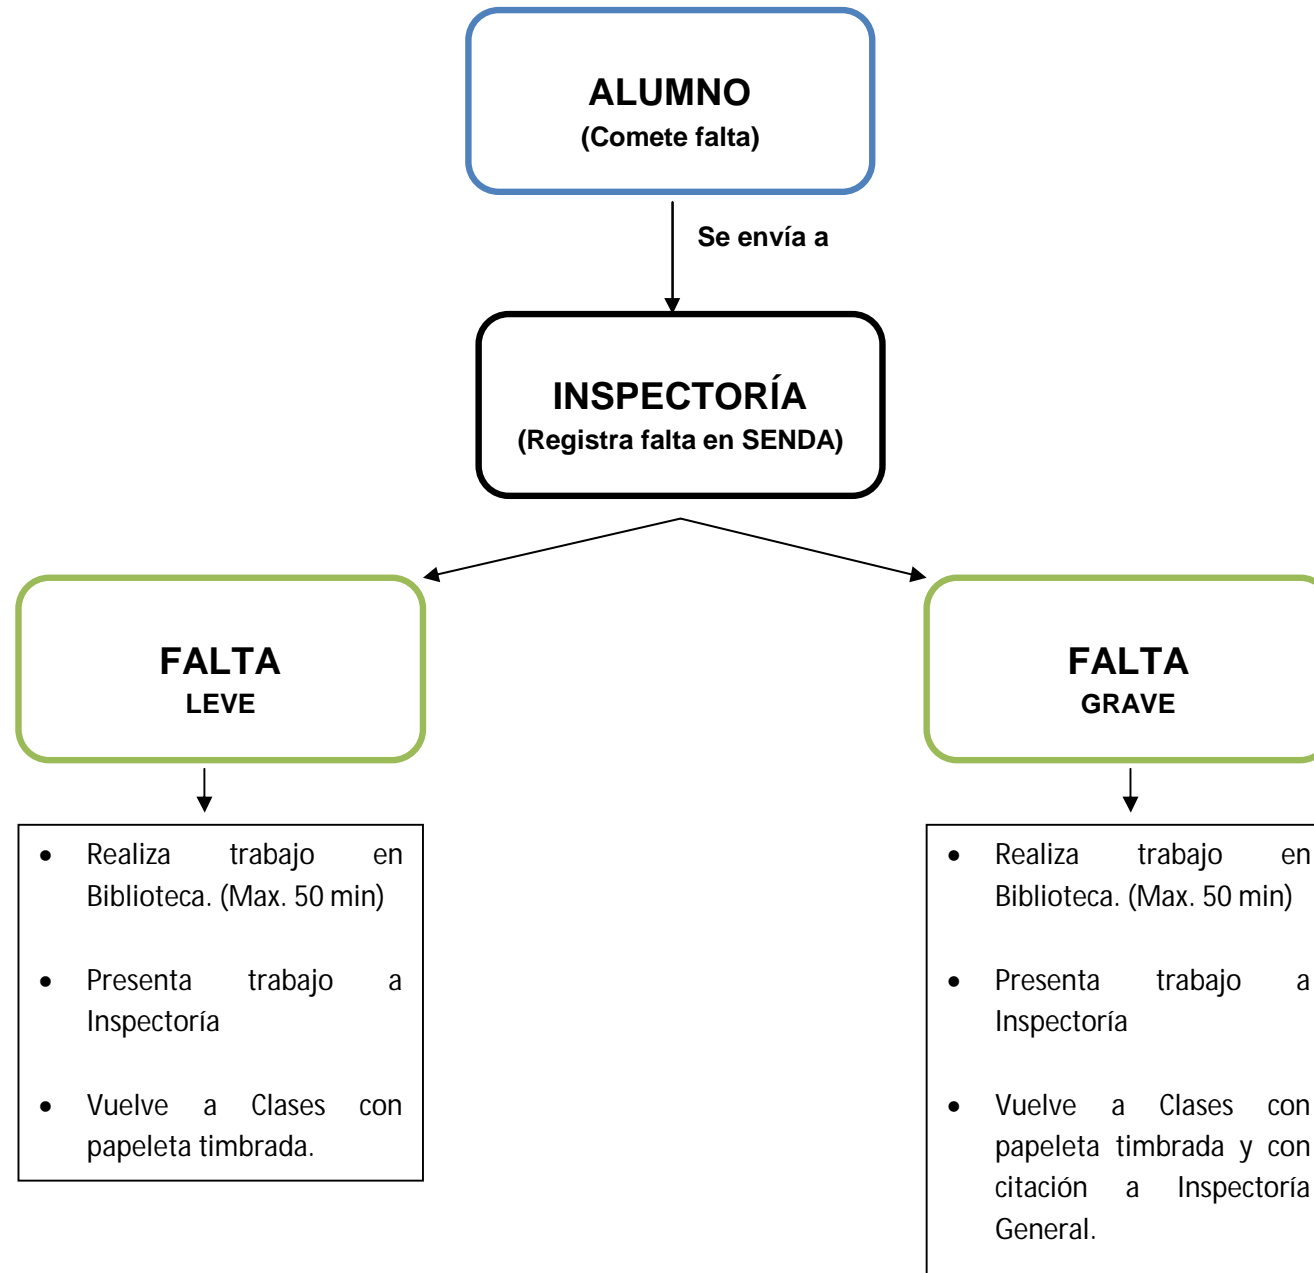 ALUMNO
(Comete falta)
Se envía a
INSPECTORÍA
(Registra falta en SENDA)
FALTA
LEVE
FALTA
GRAVE
• Realiza trabajo en
Biblioteca. (Max. 50 min)
• Presenta trabajo a
Inspectoría
• Vuelve a Clases con
papeleta timbrada.
• Realiza trabajo en
Biblioteca. (Max. 50 min)
• Presenta trabajo a
Inspectoría
• Vuelve a Clases con
papeleta timbrada y con
citación a Inspectoría
General.